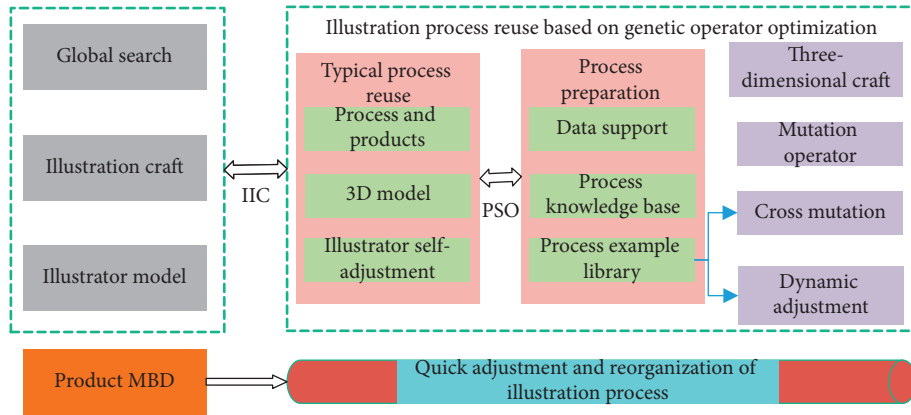 Global search
Illustration craft
Illustrator model
IIC
Illustration process reuse based on genetic operator optimization
Typical process
reuse
Process and
products
3D model
Illustrator self-
adjustment
PSO
Process
preparation
Data support
Process
knowledge base
Process example
library
Three-
dimensional craft
Mutation
operator
Cross mutation
Dynamic
adjustment
Product MBD
Quick adjustment and reorganization of
illustration process